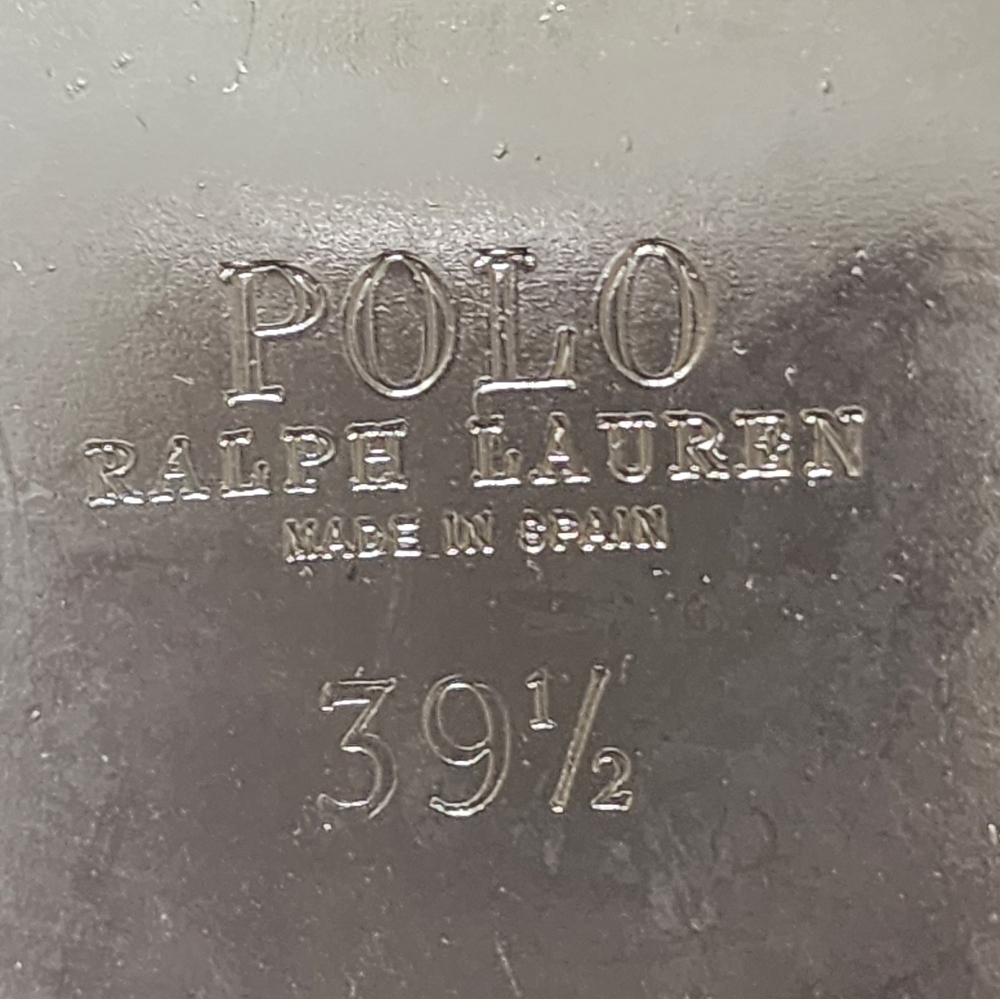 POLO
RALPH LAUREN
MADE IN SPAIN
39½